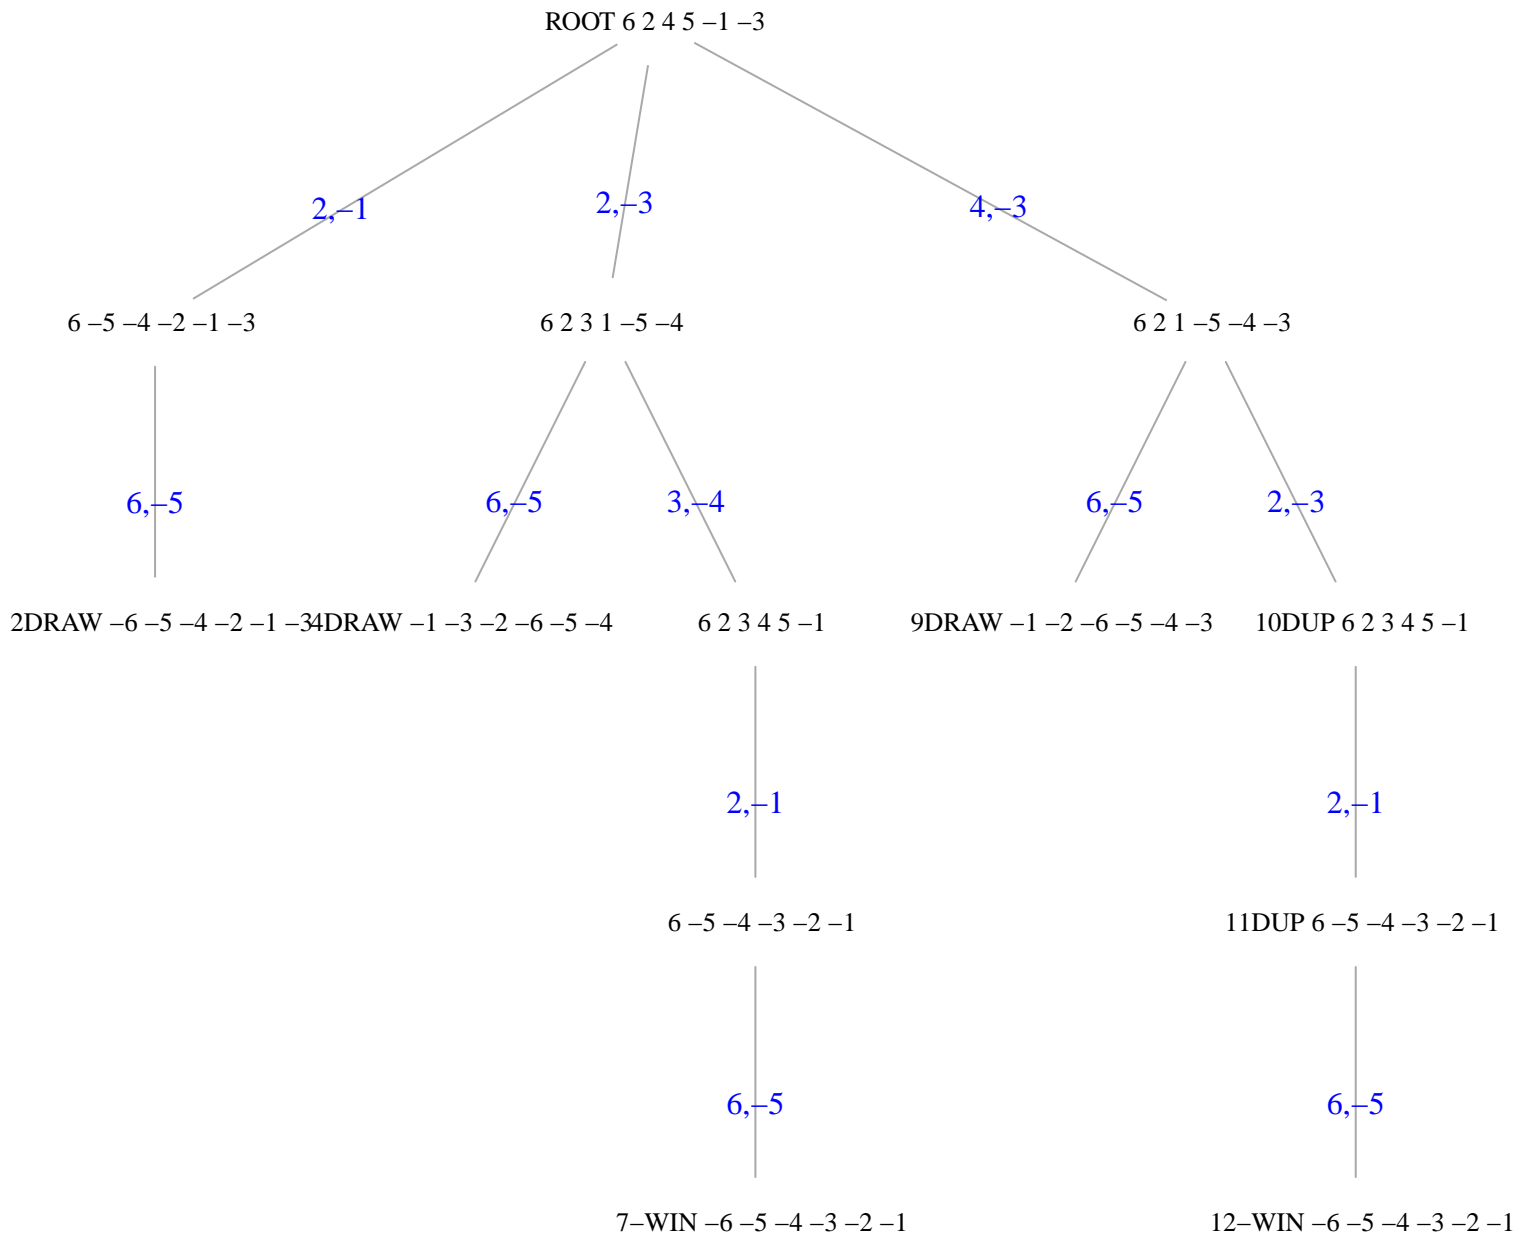 ROOT 6 2 4 5 –1 –3
2,–1
2,–3
4,–3
6 –5 –4 –2 –1 –3
6 2 3 1 –5 –4
6 2 1 –5 –4 –3
6,–5
6,–5
3,–4
6,–5
2,–3
2DRAW –6 –5 –4 –2 –1 –3
4DRAW –1 –3 –2 –6 –5 –4
6 2 3 4 5 –1
9DRAW –1 –2 –6 –5 –4 –3
10DUP 6 2 3 4 5 –1
2,–1
2,–1
6 –5 –4 –3 –2 –1
11DUP 6 –5 –4 –3 –2 –1
6,–5
6,–5
7–WIN –6 –5 –4 –3 –2 –1
12–WIN –6 –5 –4 –3 –2 –1